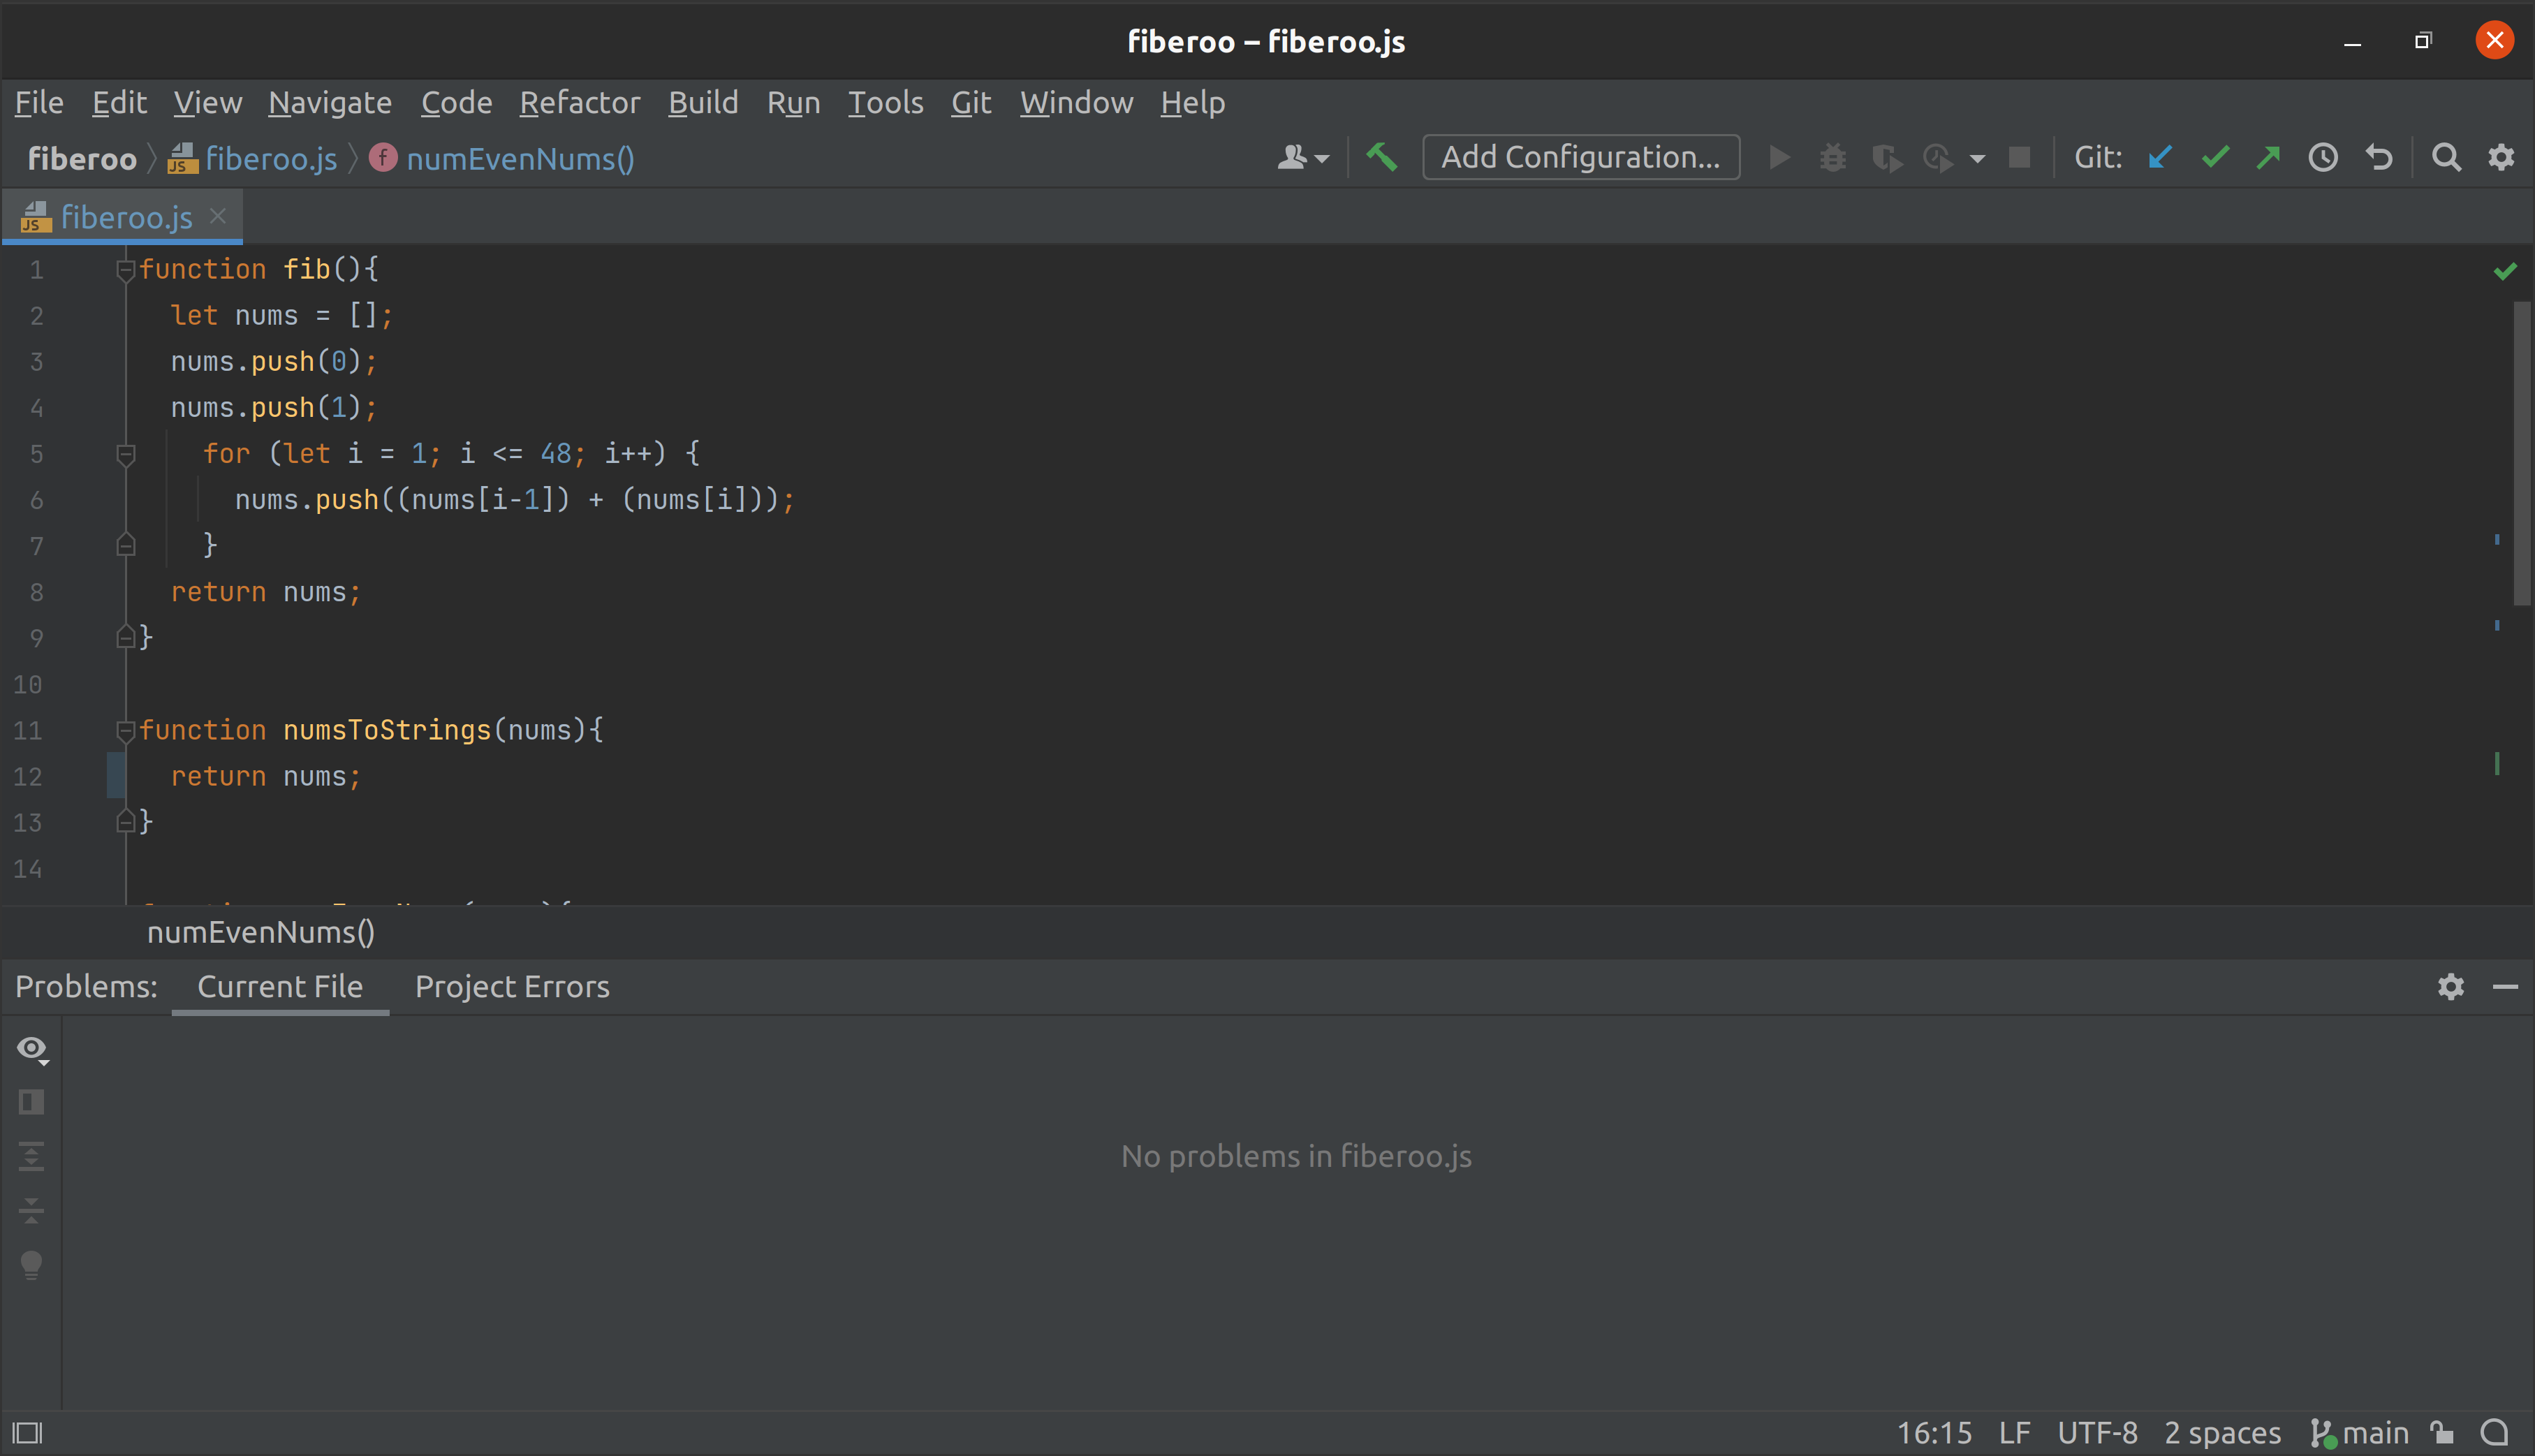 fiberoo – fiberoo.js
File Edit View Navigate Code Refactor Build Run Tools Git Window Help
fiberoo JS fiberoo.js f numEvenNums() Add Configuration... Git:
JS fiberoo.js
1 function fib(){
2 let nums = [];
3 nums.push(0);
4 nums.push(1);
5 for (let i = 1; i <= 48; i++) {
6 nums.push((nums[i-1]) + (nums[i]));
7 }
8 return nums;
9 }
10
11 function numsToStrings(nums){
12 return nums;
13 }
14
numEvenNums()
Problems: Current File Project Errors
No problems in fiberoo.js
16:15 LF UTF-8 2 spaces main